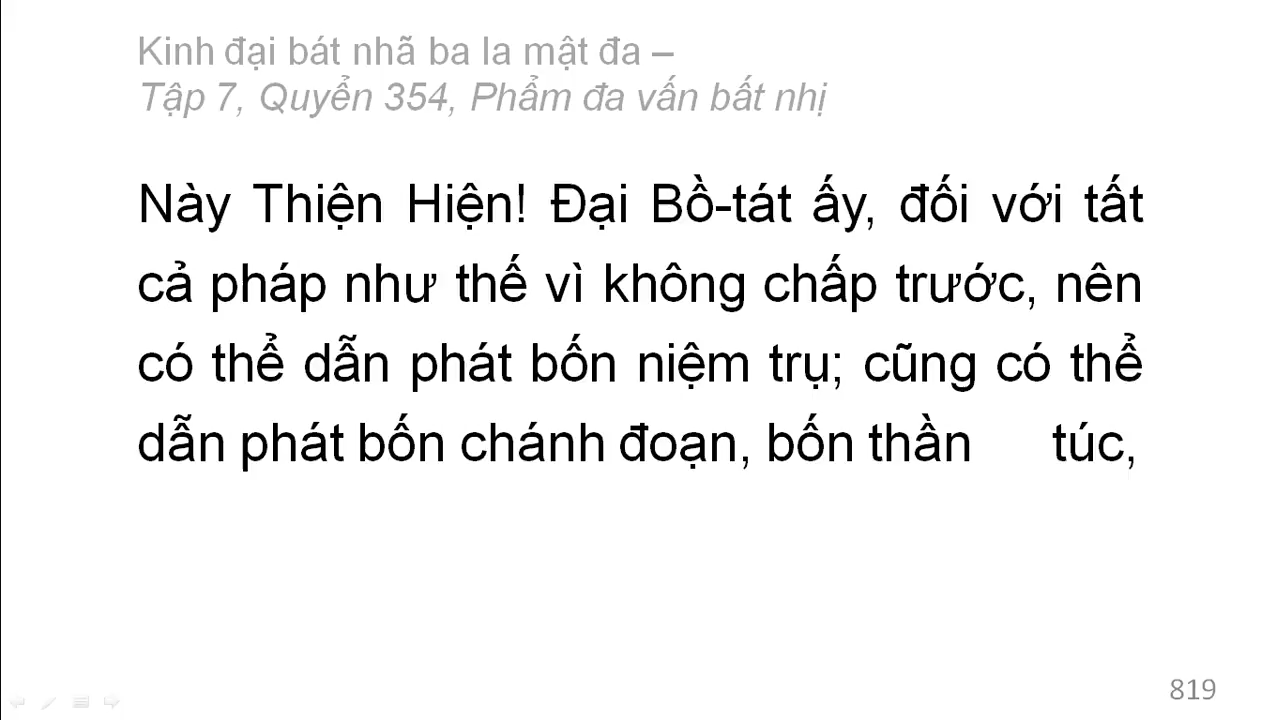 Kinh đại bát nhã ba la mật đa –
Tập 7, Quyển 354, Phẩm đa vấn bất nhị
Này Thiện Hiện! Đại Bồ-tát ấy, đối với tất
cả pháp như thế vì không chấp trước, nên
có thể dẫn phát bốn niệm trụ; cũng có thể
dẫn phát bốn chánh đoạn, bốn thần túc,
819